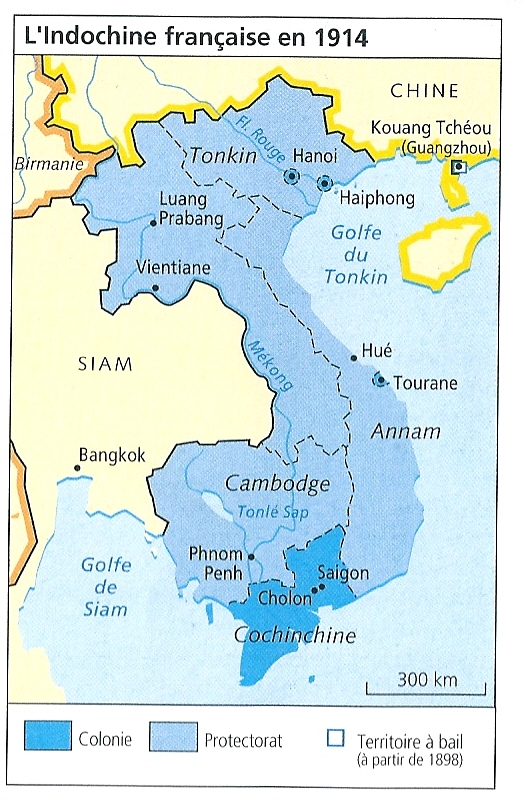 L'Indochine française en 1914
CHINE
Kouang Tchéou
(Guangzhou)
Fl. Rouge
Birmanie
Tonkin
Hanoi
Haiphong
Luang
Prabang
Golfe
du
Tonkin
Vientiane
Mékong
SIAM
Hué
Tourane
Annam
Bangkok
Cambodge
Tonlé Sap
Phnom
Penh
Golfe
de
Siam
Saigon
Cholon
Cochinchine
300 km
Colonie
Protectorat
Territoire à bail
(à partir de 1898)